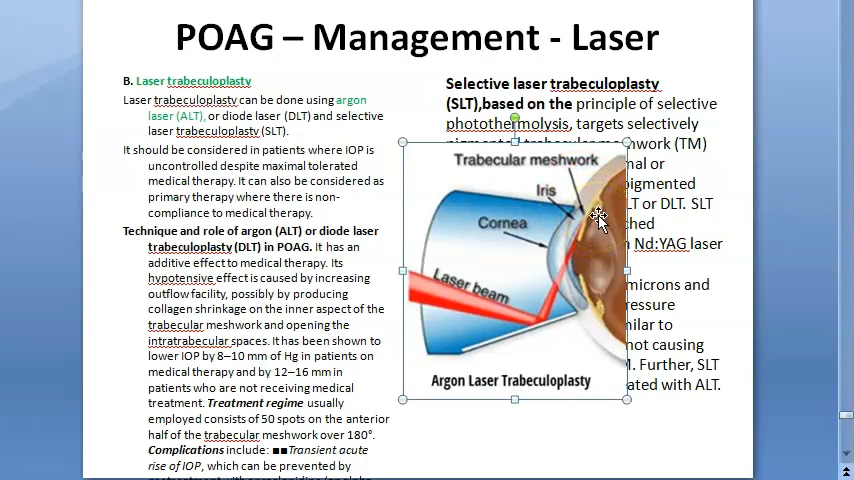 POAG – Management - Laser
B. Laser trabeculoplasty
Laser trabeculoplasty can be done using argon
laser (ALT), or diode laser (DLT) and selective
laser trabeculoplasty (SLT).
It should be considered in patients where IOP is
uncontrolled despite maximal tolerated
medical therapy. It can also be considered as
primary therapy where there is non-
compliance to medical therapy.
Technique and role of argon (ALT) or diode laser
trabeculoplasty (DLT) in POAG. It has an
additive effect to medical therapy. Its
hypotensive effect is caused by increasing
outflow facility, possibly by producing
collagen shrinkage on the inner aspect of the
trabecular meshwork and opening the
intratrabecular spaces. It has been shown to
lower IOP by 8–10 mm of Hg in patients on
medical therapy and by 12–16 mm in
patients who are not receiving medical
treatment. Treatment regime usually
employed consists of 50 spots on the anterior
half of the trabecular meshwork over 180°.
Complications include: ■■Transient acute
rise of IOP, which can be prevented by
Selective laser trabeculoplasty
(SLT),based on the principle of selective
photothermolysis, targets selectively
work (TM)
nal or
pigmented
LT or DLT. SLT
ched
Nd:YAG laser
microns and
ressure
milar to
not causing
M. Further, SLT
eated with ALT.
Trabecular meshwork
Iris
Cornea
Laser beam
Argon Laser Trabeculoplasty